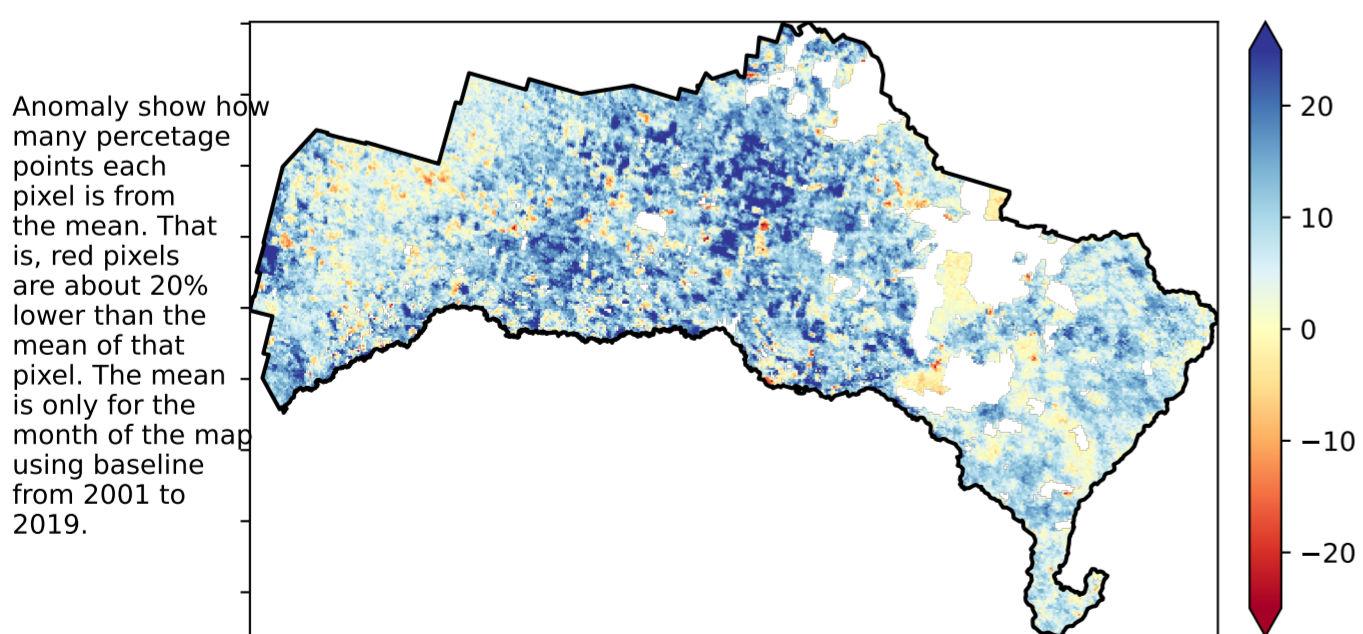 Anomaly show how
many percetage
points each
pixel is from
the mean. That
is, red pixels
are about 20%
lower than the
mean of that
pixel. The mean
is only for the
month of the map
using baseline
from 2001 to
2019.
20
10
0
−10
−20